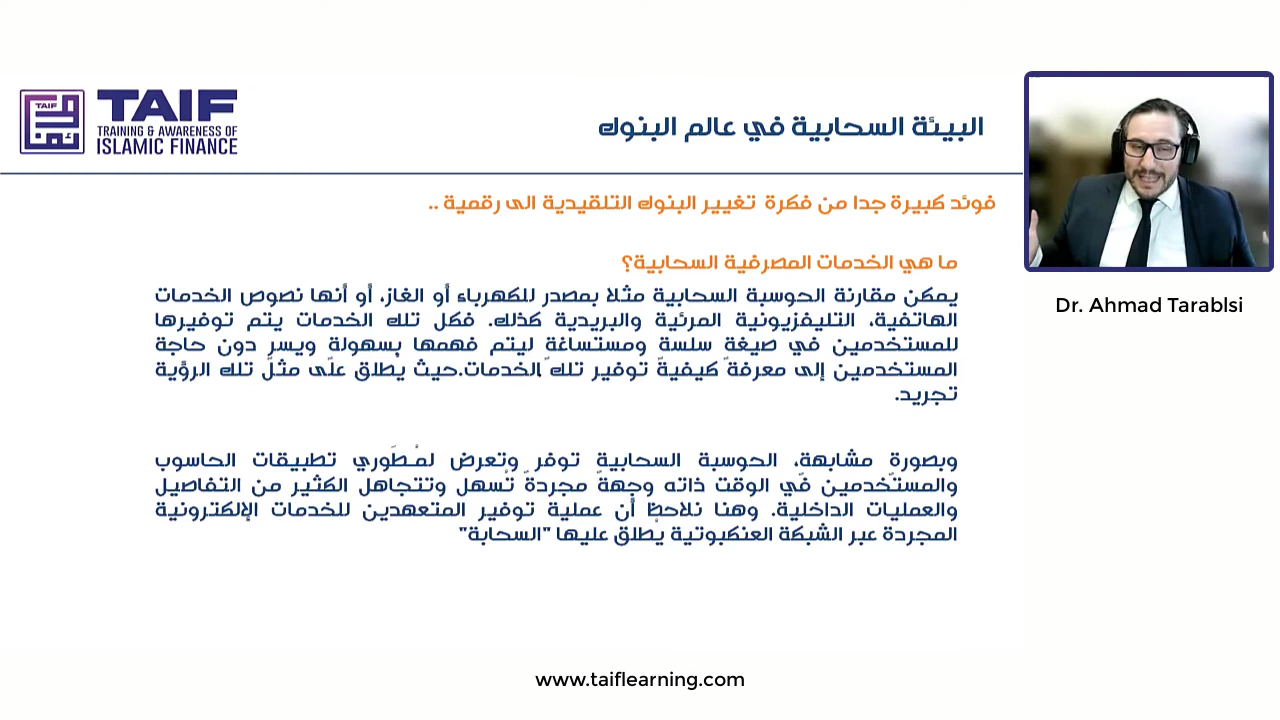 TAIF
TAIF
TRAINING & AWARENESS OF
ISLAMIC FINANCE
البيئة السحابية في عالم البنوك
فوئد كبيرة جدا من فكرة تغيير البنوك التلقيدية الى رقمية ..
ما هي الخدمات المصرفية السحابية؟
يمكن مقارنة الحوسبة السحابية مثلا بمصدر للكهرباء أو الغاز، أو أنها نصوص الخدمات
الهاتفية، التليفزيونية المرئية والبريدية كذلك. فكل تلك الخدمات يتم توفيرها
للمستخدمين في صيغة سلسة ومستساغة ليتم فهمها بسهولة ويسر دون حاجة
المستخدمين إلى معرفة كيفية توفير تلك الخدمات.حيث يطلق على مثل تلك الرؤية
تجريد.
وبصورة مشابهة، الحوسبة السحابية توفر وتعرض لمُطَوري تطبيقات الحاسوب
والمستخدمين في الوقت ذاته وجهة مجردة تُسهل وتتجاهل الكثير من التفاصيل
والعمليات الداخلية. وهنا نلاحظ أن عملية توفير المتعهدين للخدمات الإلكترونية
المجردة عبر الشبكة العنكبوتية يُطلق عليها "السحابة"
Dr. Ahmad Tarablsi
www.taiflearning.com